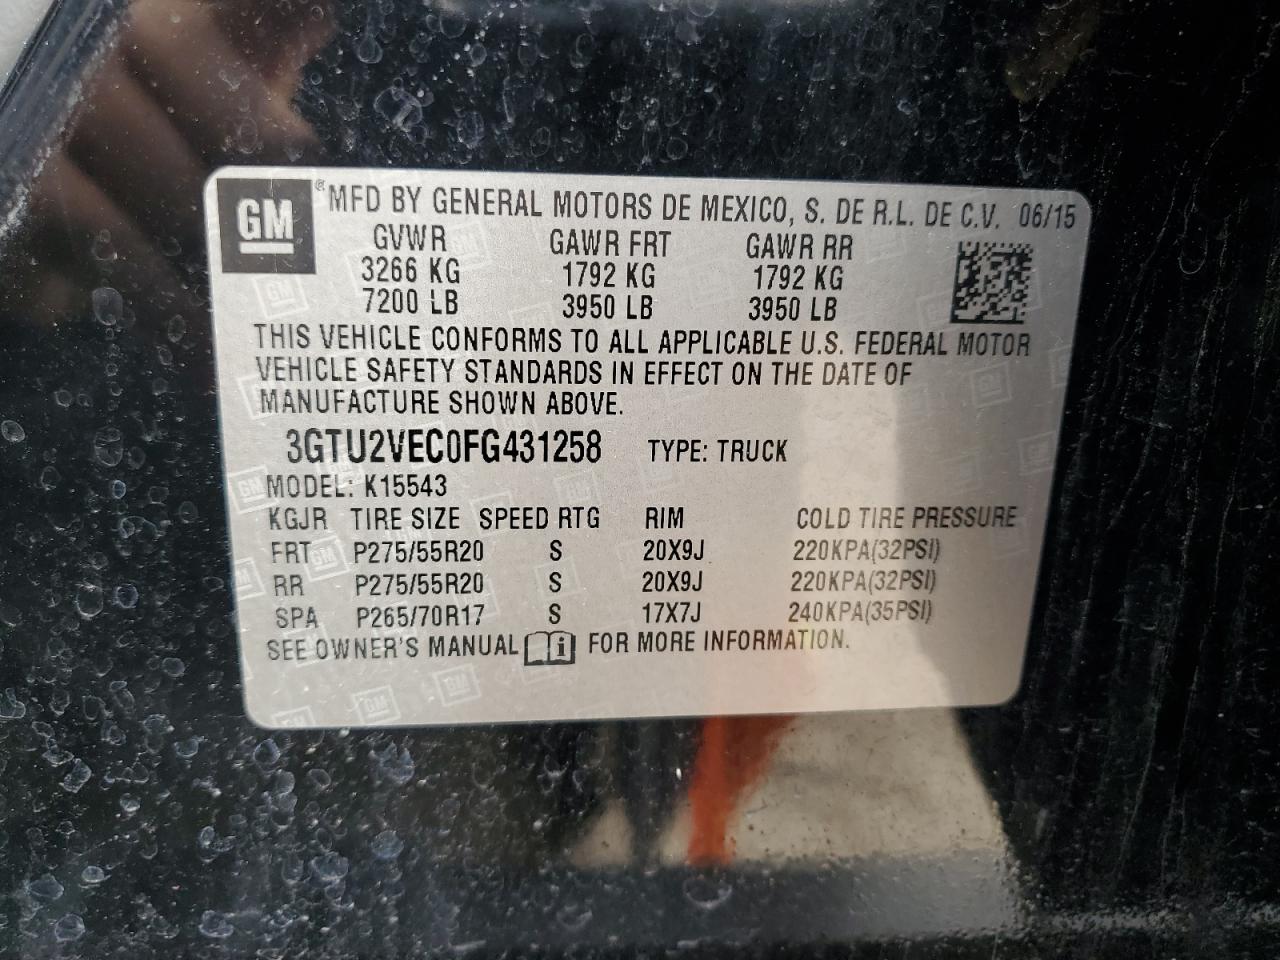 GM ® MFD BY GENERAL MOTORS DE MEXICO, S. DE R.L. DE C.V. 06/15
GVWR GAWR FRT GAWR RR
3266 KG 1792 KG 1792 KG
7200 LB 3950 LB 3950 LB
THIS VEHICLE CONFORMS TO ALL APPLICABLE U.S. FEDERAL MOTOR
VEHICLE SAFETY STANDARDS IN EFFECT ON THE DATE OF
MANUFACTURE SHOWN ABOVE.
3GTU2VEC0FG431258 TYPE: TRUCK
MODEL: K15543
KGJR TIRE SIZE SPEED RTG RIM COLD TIRE PRESSURE
FRT P275/55R20 S 20X9J 220KPA(32PSI)
RR P275/55R20 S 20X9J 220KPA(32PSI)
SPA P265/70R17 S 17X7J 240KPA(35PSI)
SEE OWNER'S MANUAL i FOR MORE INFORMATION.